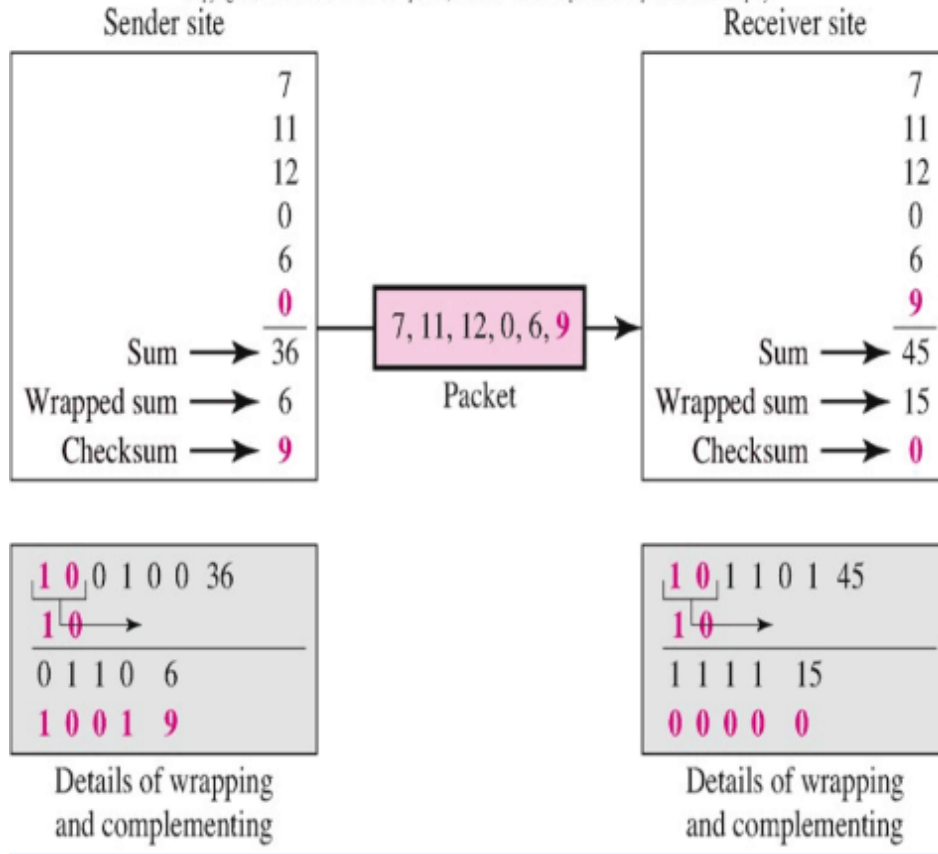 Sender site
7
11
12
0
6
0
Sum 36
Wrapped sum 6
Checksum 9
7, 11, 12, 0, 6, 9
Packet
Receiver site
7
11
12
0
6
9
Sum 45
Wrapped sum 15
Checksum 0
1 0 0 1 0 0 36
1 0
0 1 1 0 6
1 0 0 1 9
Details of wrapping
and complementing
1 0 1 1 0 1 45
1 0
1 1 1 1 15
0 0 0 0 0
Details of wrapping
and complementing